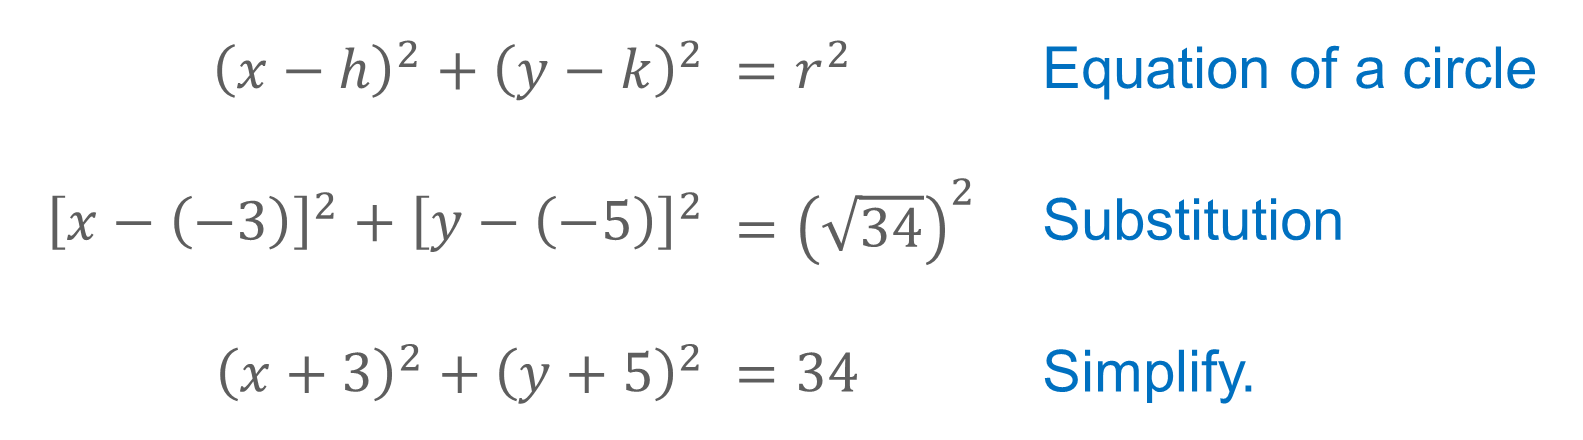 (x − h)² + (y − k)² = r² Equation of a circle
[x − (−3)]² + [y − (−5)]² = (√34)² Substitution
(x + 3)² + (y + 5)² = 34 Simplify.